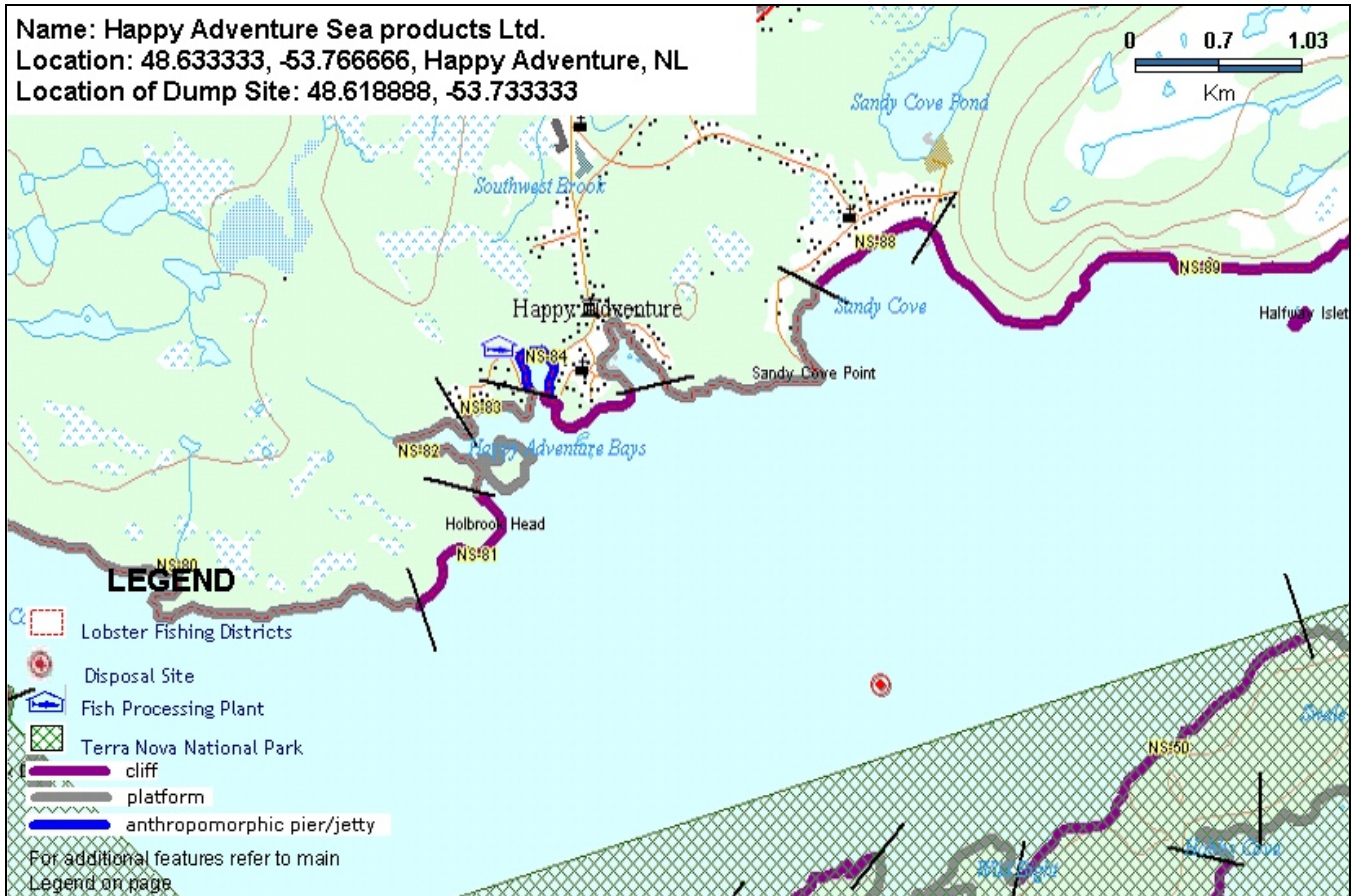 Name: Happy Adventure Sea products Ltd.
Location: 48.633333, -53.766666, Happy Adventure, NL
Location of Dump Site: 48.618888, -53.733333
0 0.7 1.03
Km
Sandy Cove Pond
Southwest Brook
NS-88
NS-89
Happy Adventure
Sandy Cove
Halfway Islet
NS-84
Sandy Cove Point
NS-83
NS-82
Happy Adventure Bays
Holbrook Head
NS-81
NS-80
LEGEND
Lobster Fishing Districts
Disposal Site
Fish Processing Plant
Terra Nova National Park
cliff
platform
anthropomorphic pier/jetty
For additional features refer to main
Legend on page
NS-50